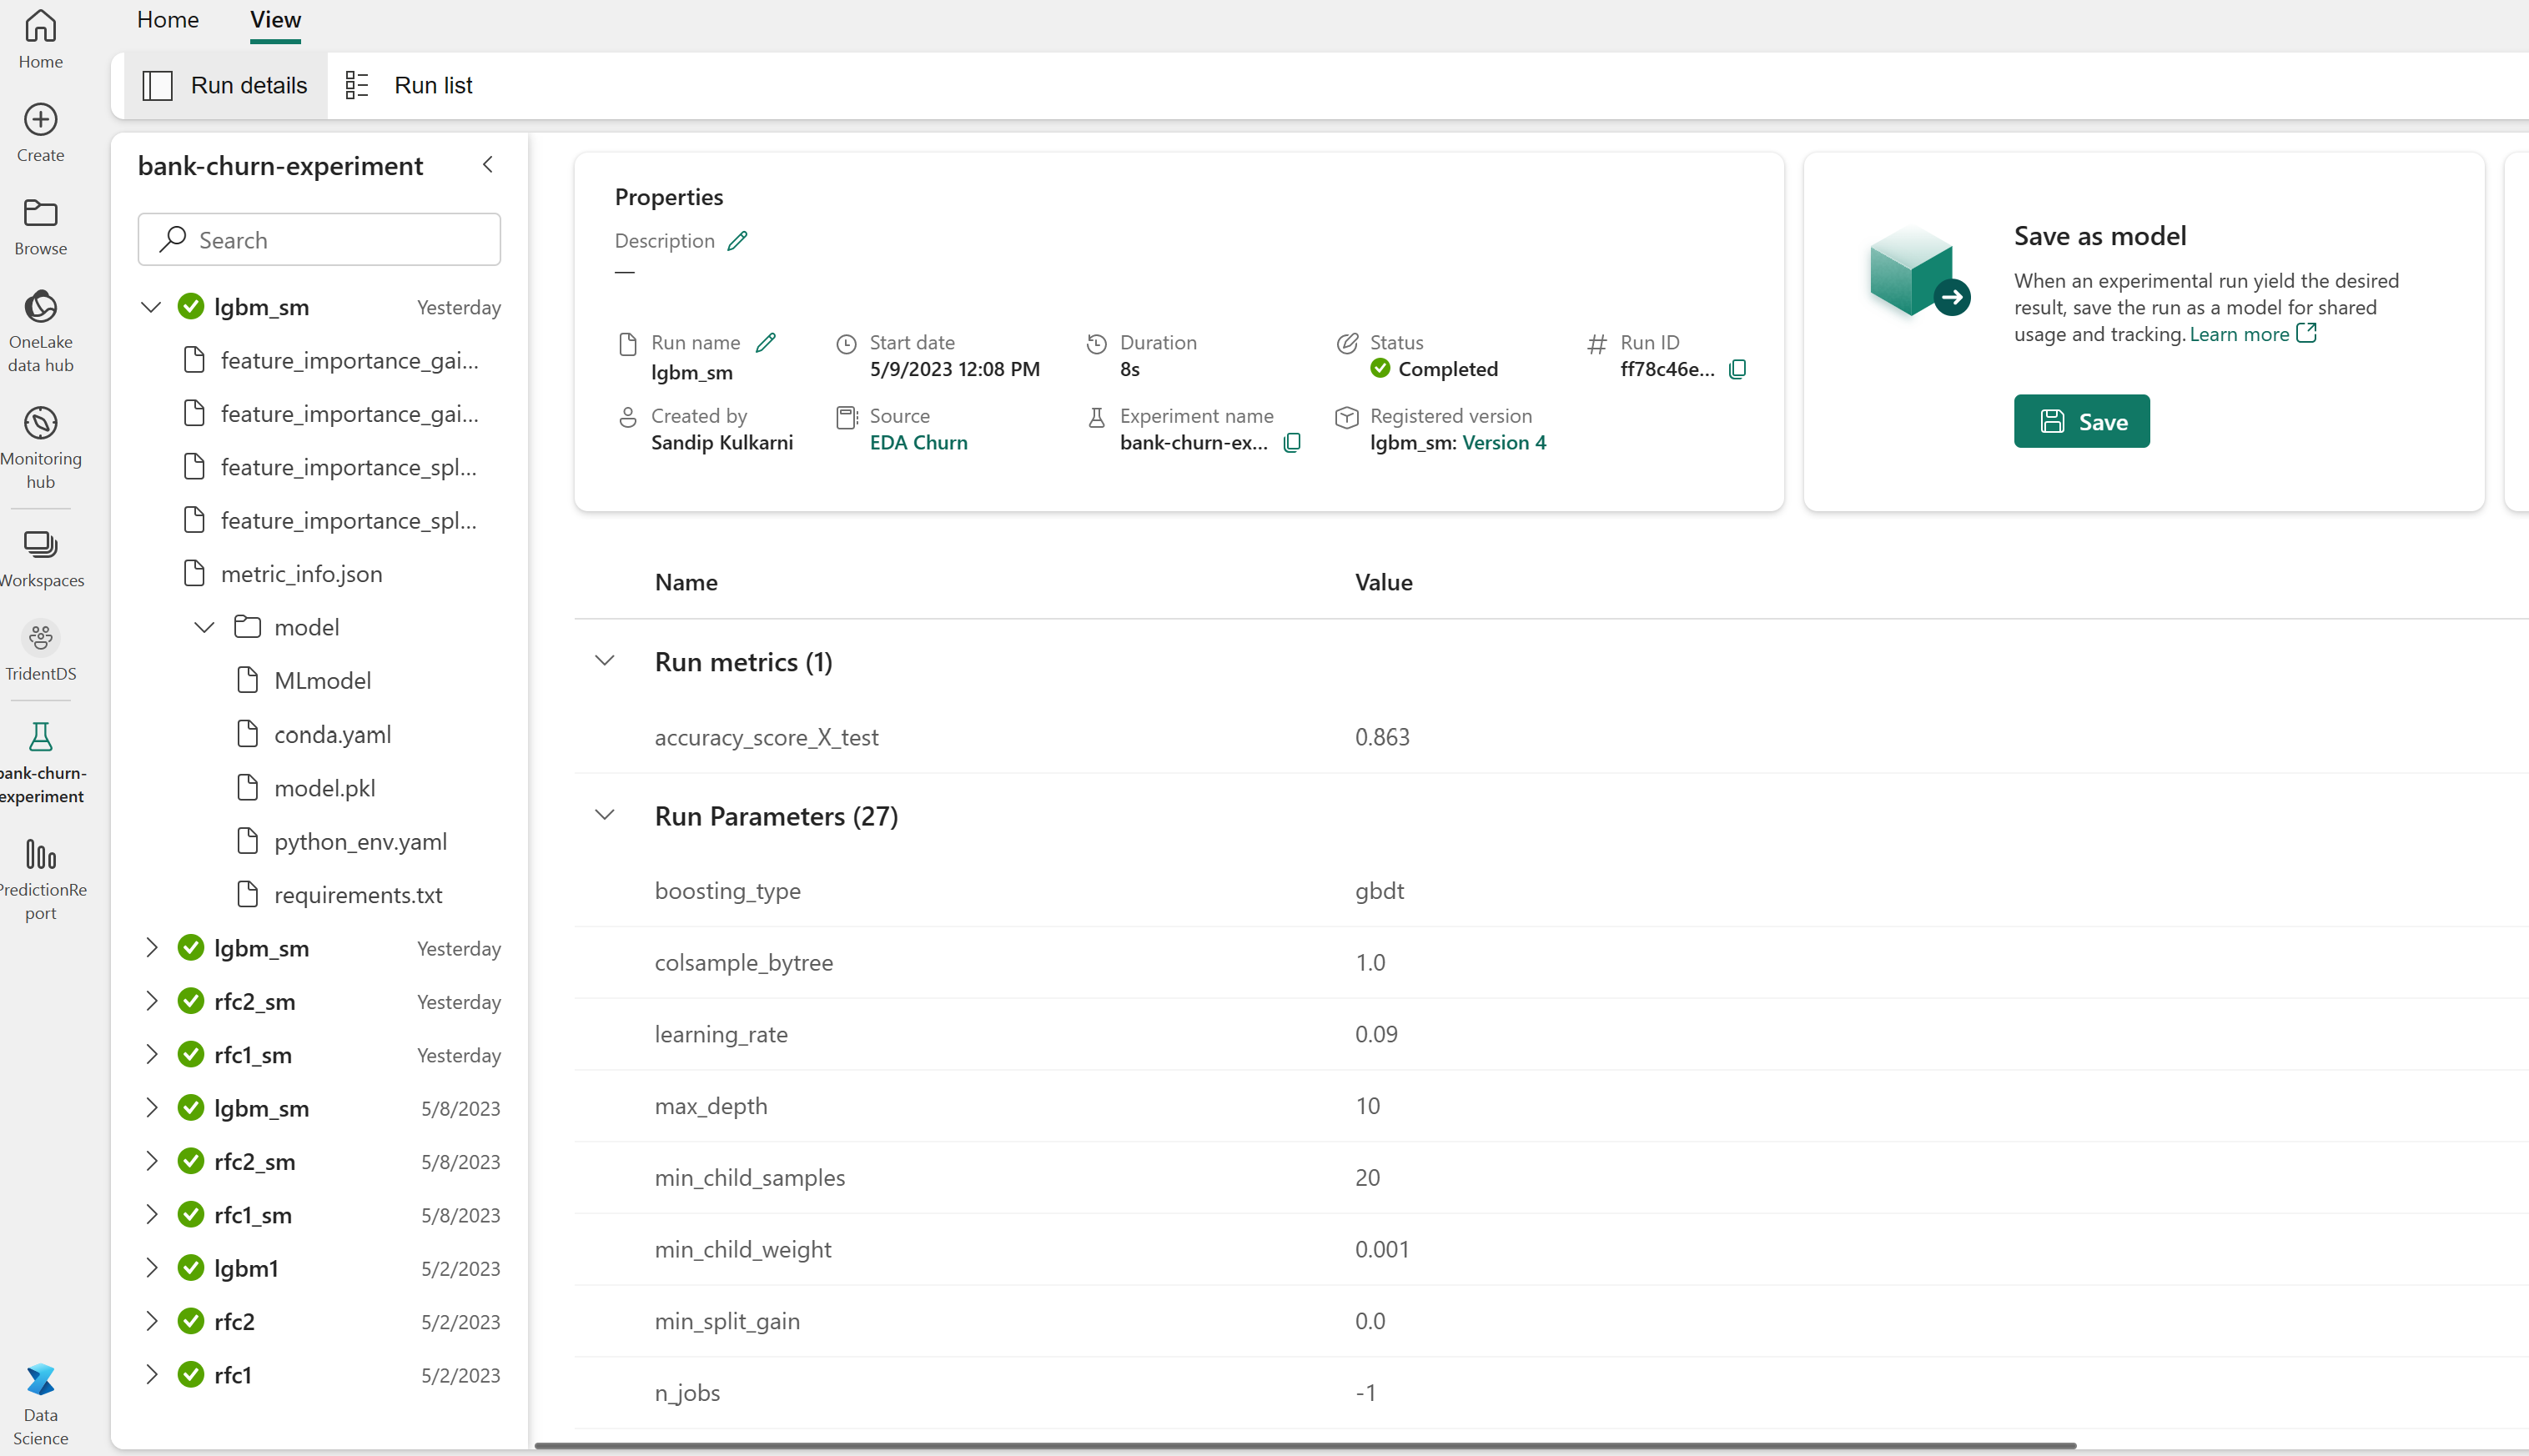 Home
View
Run details
Run list
Home
Create
Browse
OneLake
data hub
Monitoring
hub
Workspaces
TridentDS
bank-churn-
experiment
PredictionRe
port
Data
Science
bank-churn-experiment
Search
lgbm_sm Yesterday
feature_importance_gai...
feature_importance_gai...
feature_importance_spl...
feature_importance_spl...
metric_info.json
model
MLmodel
conda.yaml
model.pkl
python_env.yaml
requirements.txt
lgbm_sm Yesterday
rfc2_sm Yesterday
rfc1_sm Yesterday
lgbm_sm 5/8/2023
rfc2_sm 5/8/2023
rfc1_sm 5/8/2023
lgbm1 5/2/2023
rfc2 5/2/2023
rfc1 5/2/2023
Properties
Description
—
Run name
lgbm_sm
Start date
5/9/2023 12:08 PM
Duration
8s
Status
Completed
Run ID
ff78c46e...
Created by
Sandip Kulkarni
Source
EDA Churn
Experiment name
bank-churn-ex...
Registered version
lgbm_sm: Version 4
Save as model
When an experimental run yield the desired
result, save the run as a model for shared
usage and tracking. Learn more
Save
Name Value
Run metrics (1)
accuracy_score_X_test 0.863
Run Parameters (27)
boosting_type gbdt
colsample_bytree 1.0
learning_rate 0.09
max_depth 10
min_child_samples 20
min_child_weight 0.001
min_split_gain 0.0
n_jobs -1